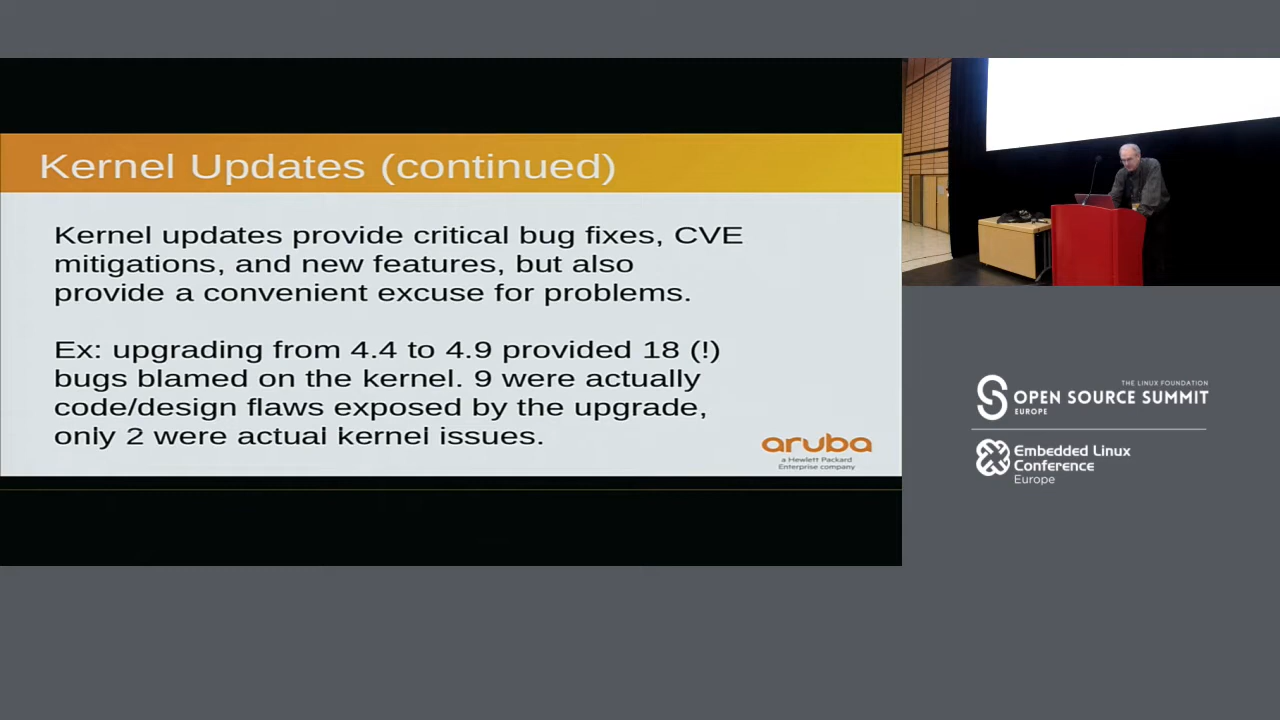 Kernel Updates (continued)
Kernel updates provide critical bug fixes, CVE
mitigations, and new features, but also
provide a convenient excuse for problems.
Ex: upgrading from 4.4 to 4.9 provided 18 (!)
bugs blamed on the kernel. 9 were actually
code/design flaws exposed by the upgrade,
only 2 were actual kernel issues.
aruba
a Hewlett Packard
Enterprise company
THE LINUX FOUNDATION
OPEN SOURCE SUMMIT
EUROPE
Embedded Linux
Conference
Europe